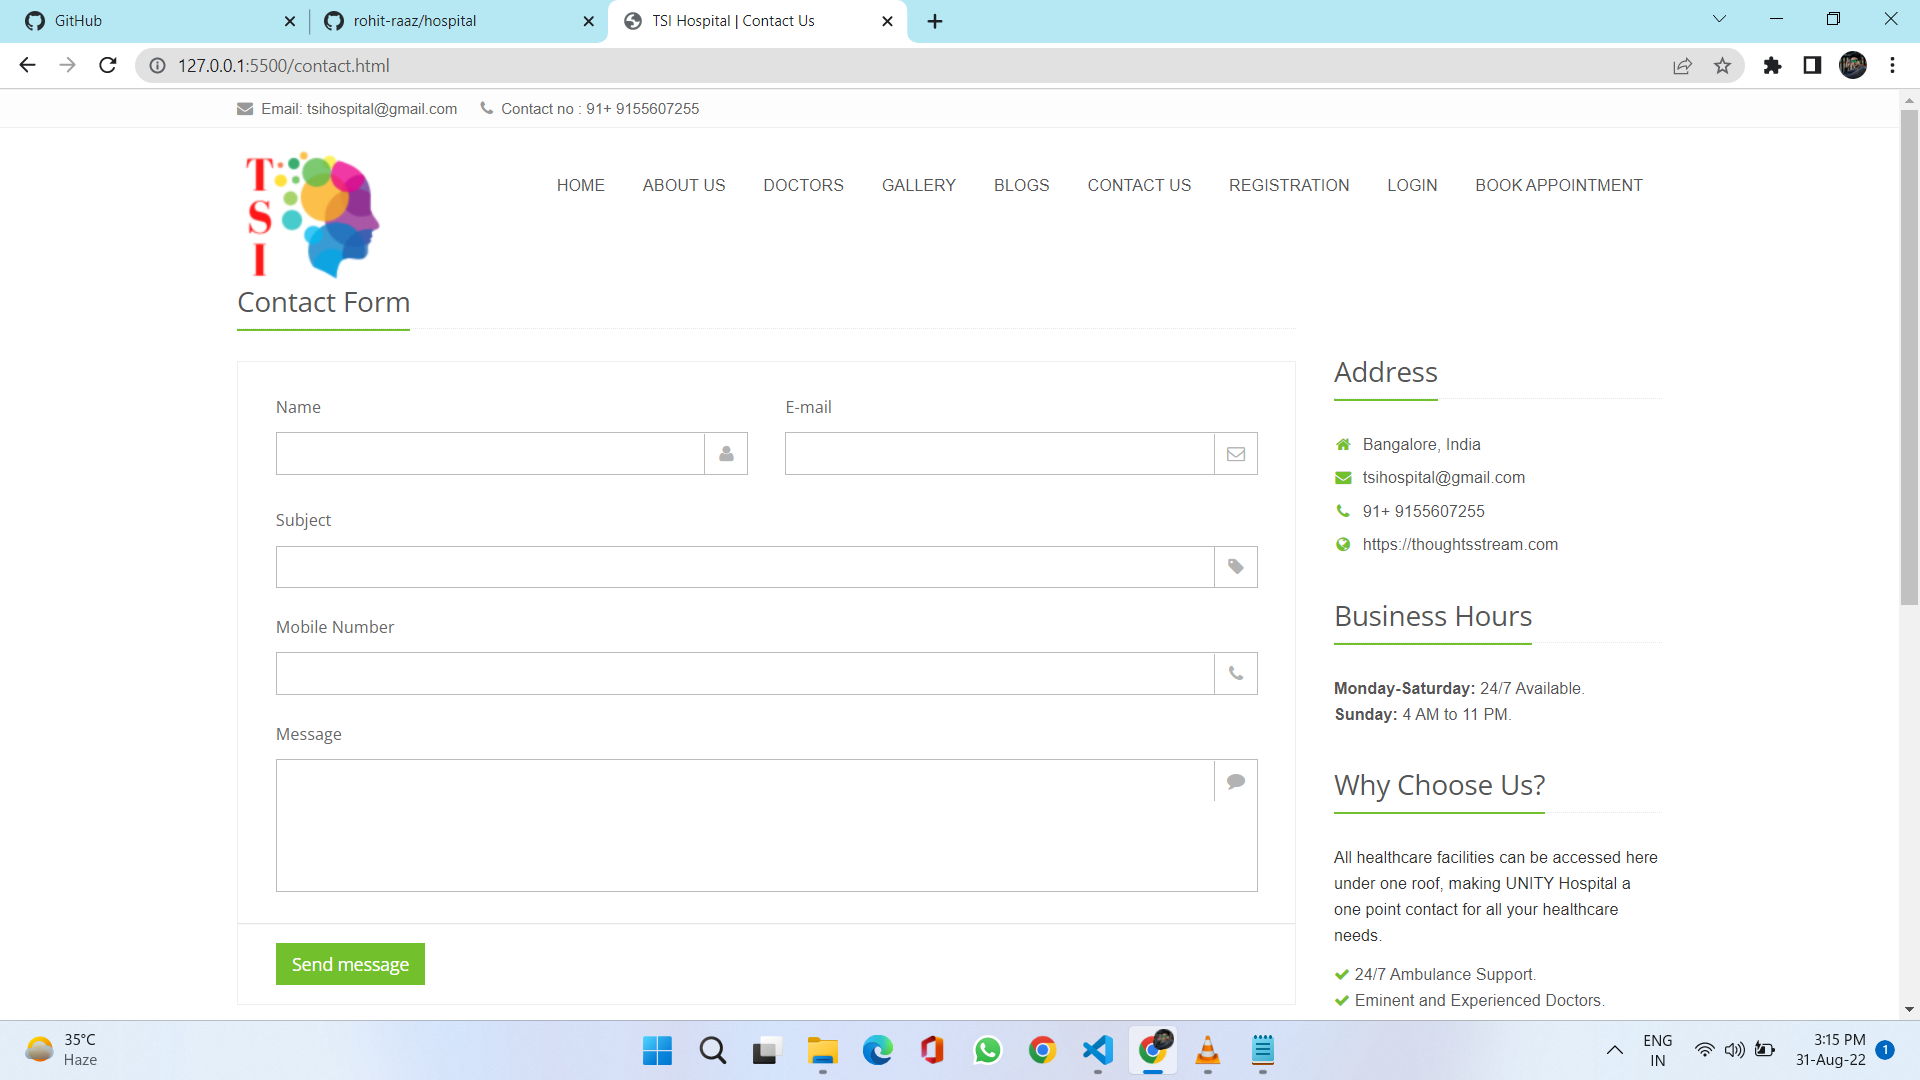 GitHub
rohit-raaz/hospital
TSI Hospital | Contact Us
127.0.0.1:5500/contact.html
Email: tsihospital@gmail.com
Contact no : 91+ 9155607255
T
S
I
HOME
ABOUT US
DOCTORS
GALLERY
BLOGS
CONTACT US
REGISTRATION
LOGIN
BOOK APPOINTMENT
Contact Form
Name
E-mail
Subject
Mobile Number
Message
Send message
Address
Bangalore, India
tsihospital@gmail.com
91+ 9155607255
https://thoughtsstream.com
Business Hours
Monday-Saturday: 24/7 Available.
Sunday: 4 AM to 11 PM.
Why Choose Us?
All healthcare facilities can be accessed here
under one roof, making UNITY Hospital a
one point contact for all your healthcare
needs.
24/7 Ambulance Support.
Eminent and Experienced Doctors.
35°C
Haze
ENG
IN
3:15 PM
31-Aug-22
1